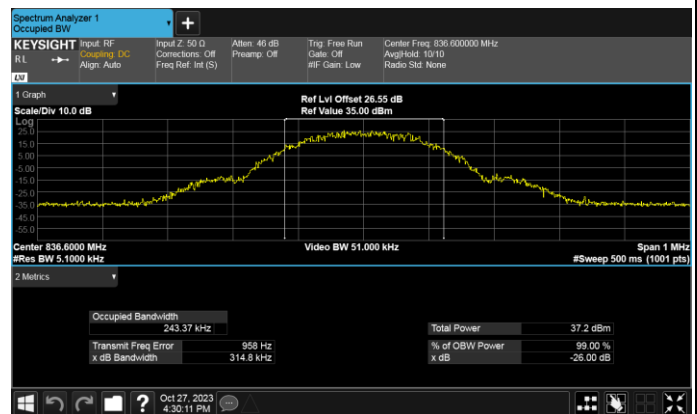 Spectrum Analyzer 1
Occupied BW
KEYSIGHT Input: RF Input Z: 50 Ω Atten: 46 dB Trig: Free Run Center Freq: 836.600000 MHz
RL Coupling: DC Corrections: Off Preamp: Off Gate: Off Avg|Hold: 10/10
Align: Auto Freq Ref: Int (S) #IF Gain: Low Radio Std: None
LXI
1 Graph
Ref Lvl Offset 26.55 dB
Scale/Div 10.0 dB Ref Value 35.00 dBm
Log
25.0
15.0
5.00
-5.00
-15.0
-25.0
-35.0
-45.0
-55.0
Center 836.6000 MHz Video BW 51.000 kHz Span 1 MHz
#Res BW 5.1000 kHz #Sweep 500 ms (1001 pts)
2 Metrics
Occupied Bandwidth
243.37 kHz Total Power 37.2 dBm
Transmit Freq Error 958 Hz % of OBW Power 99.00 %
x dB Bandwidth 314.8 kHz x dB -26.00 dB
? Oct 27, 2023
4:30:11 PM